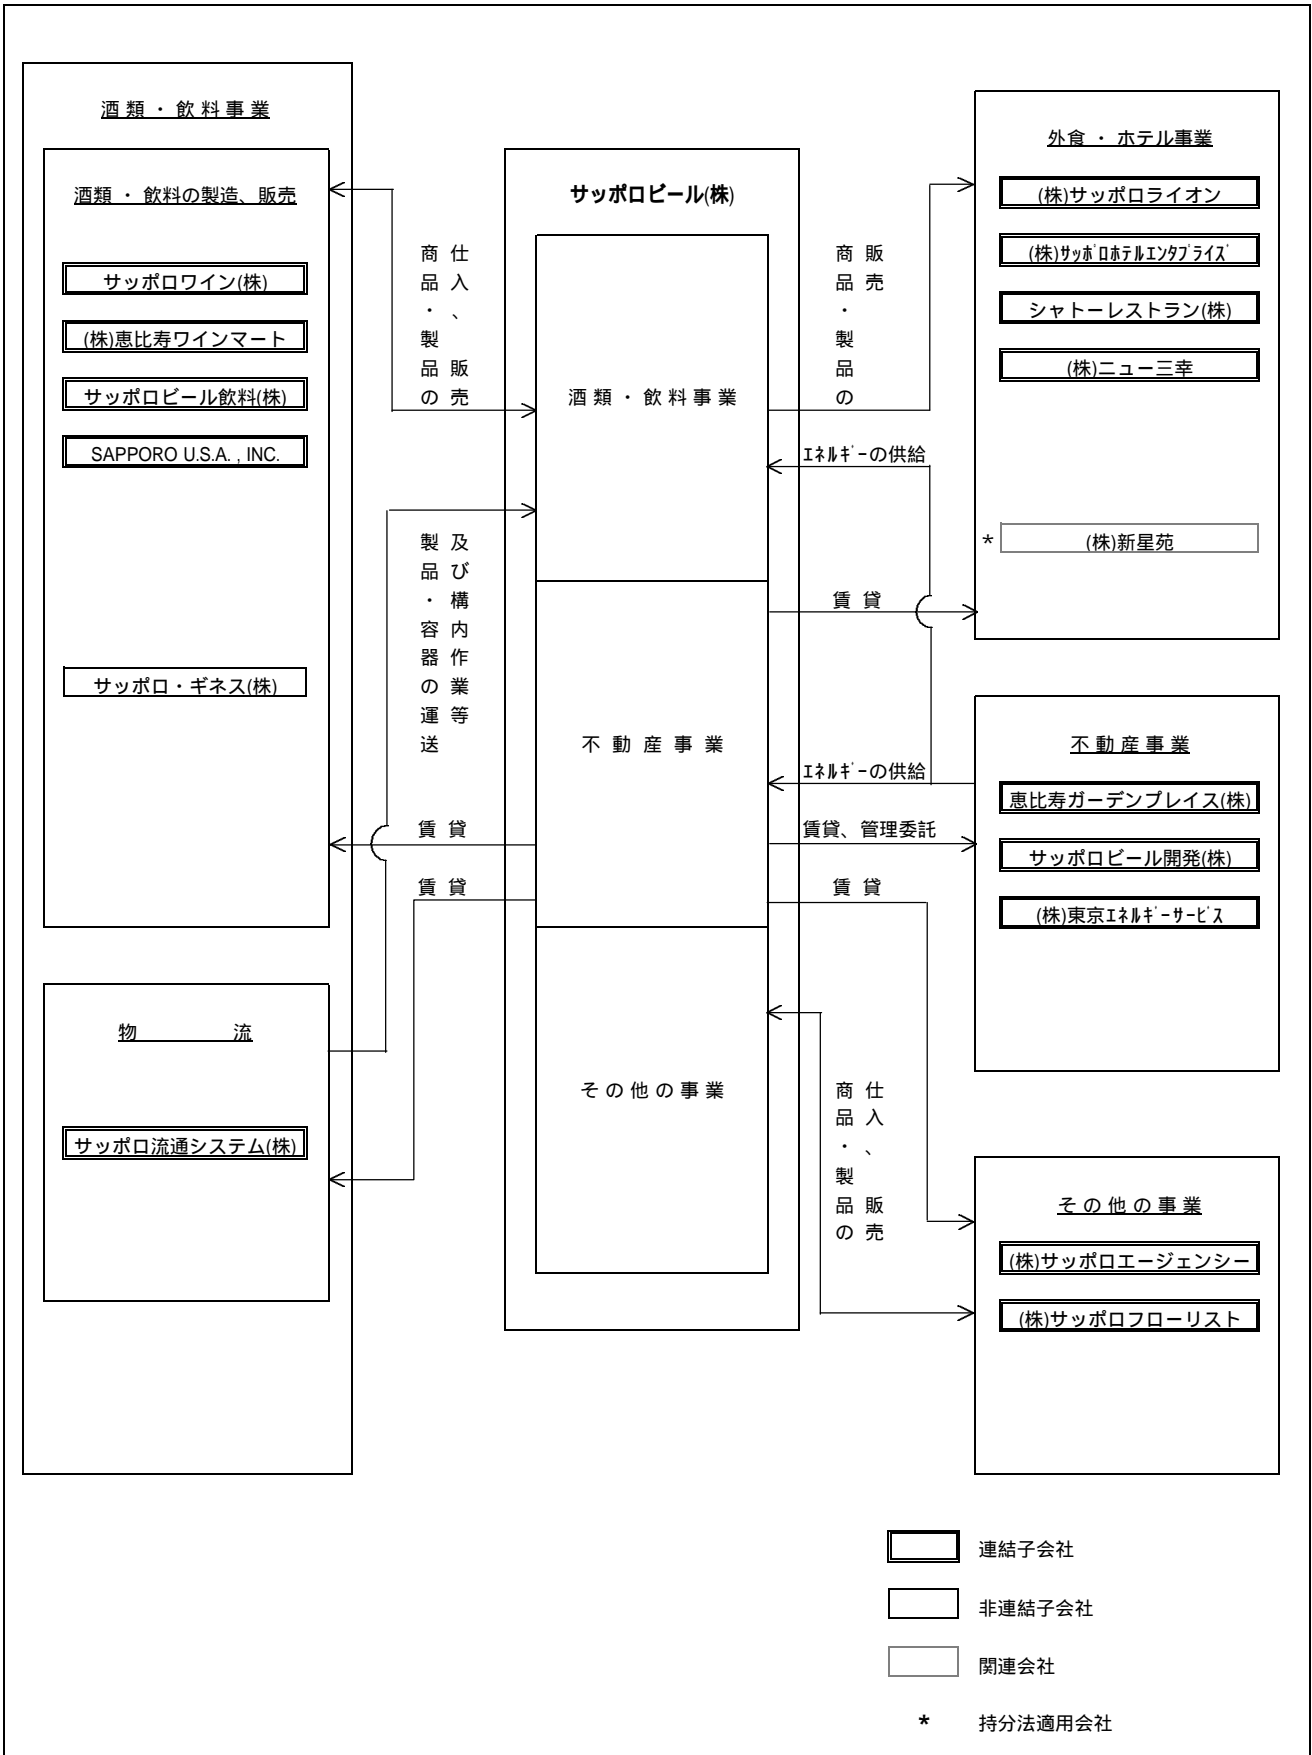 酒類・飲料事業
酒類・飲料の製造、販売
サッポロワイン(株)
(株)恵比寿ワインマート
サッポロビール飲料(株)
SAPPORO U.S.A. , INC.
サッポロ・ギネス(株)
物　流
サッポロ流通システム(株)
商品・製品の
仕入、販売
製品・容器の運送
及び構内作業等
賃貸
賃貸
サッポロビール(株)
酒類・飲料事業
不動産事業
その他の事業
商品・製品の
販売
エネルギーの供給
賃貸
エネルギーの供給
賃貸、管理委託
賃貸
商品・製品の
仕入、販売
外食・ホテル事業
(株)サッポロライオン
(株)ｻｯﾎﾟﾛﾎﾃﾙｴﾝﾀﾌﾟﾗｲｽﾞ
シャトーレストラン(株)
(株)ニュー三幸
* (株)新星苑
不動産事業
恵比寿ガーデンプレイス(株)
サッポロビール開発(株)
(株)東京ｴﾈﾙｷﾞｰｻｰﾋﾞｽ
その他の事業
(株)サッポロエージェンシー
(株)サッポロフローリスト
連結子会社
非連結子会社
関連会社
* 持分法適用会社